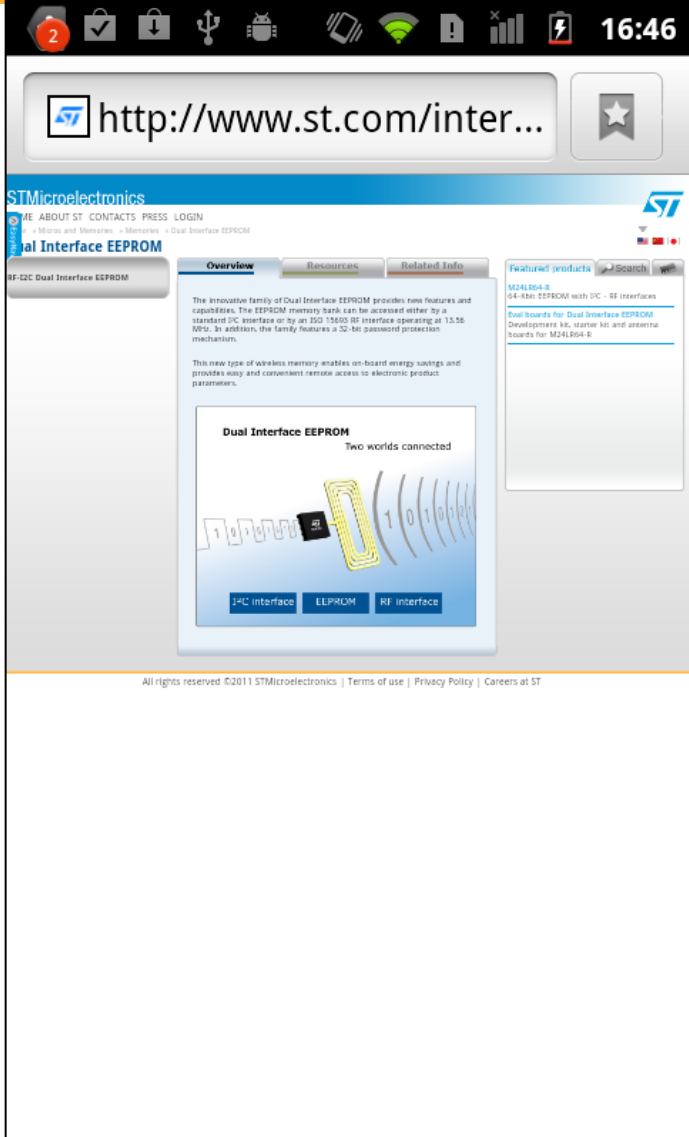 2
16:46
http://www.st.com/inter...
STMicroelectronics
ME ABOUT ST CONTACTS PRESS LOGIN
» Micros and Memories » Memories » Dual Interface EEPROM
ual Interface EEPROM
RF-I2C Dual Interface EEPROM
Overview
Resources
Related Info
The innovative family of Dual Interface EEPROM provides new features and
capabilities. The EEPROM memory bank can be accessed either by a
standard I²C interface or by an ISO 15693 RF interface operating at 13.56
MHz. In addition, the family features a 32-bit password protection
mechanism.
This new type of wireless memory enables on-board energy savings and
provides easy and convenient remote access to electronic product
parameters.
Dual Interface EEPROM
Two worlds connected
I²C interface
EEPROM
RF interface
Featured products
Search
M24LR64-R
64-Kbit EEPROM with I²C - RF interfaces
Eval boards for Dual Interface EEPROM
Development kit, starter kit and antenna
boards for M24LR64-R
All rights reserved ©2011 STMicroelectronics | Terms of use | Privacy Policy | Careers at ST